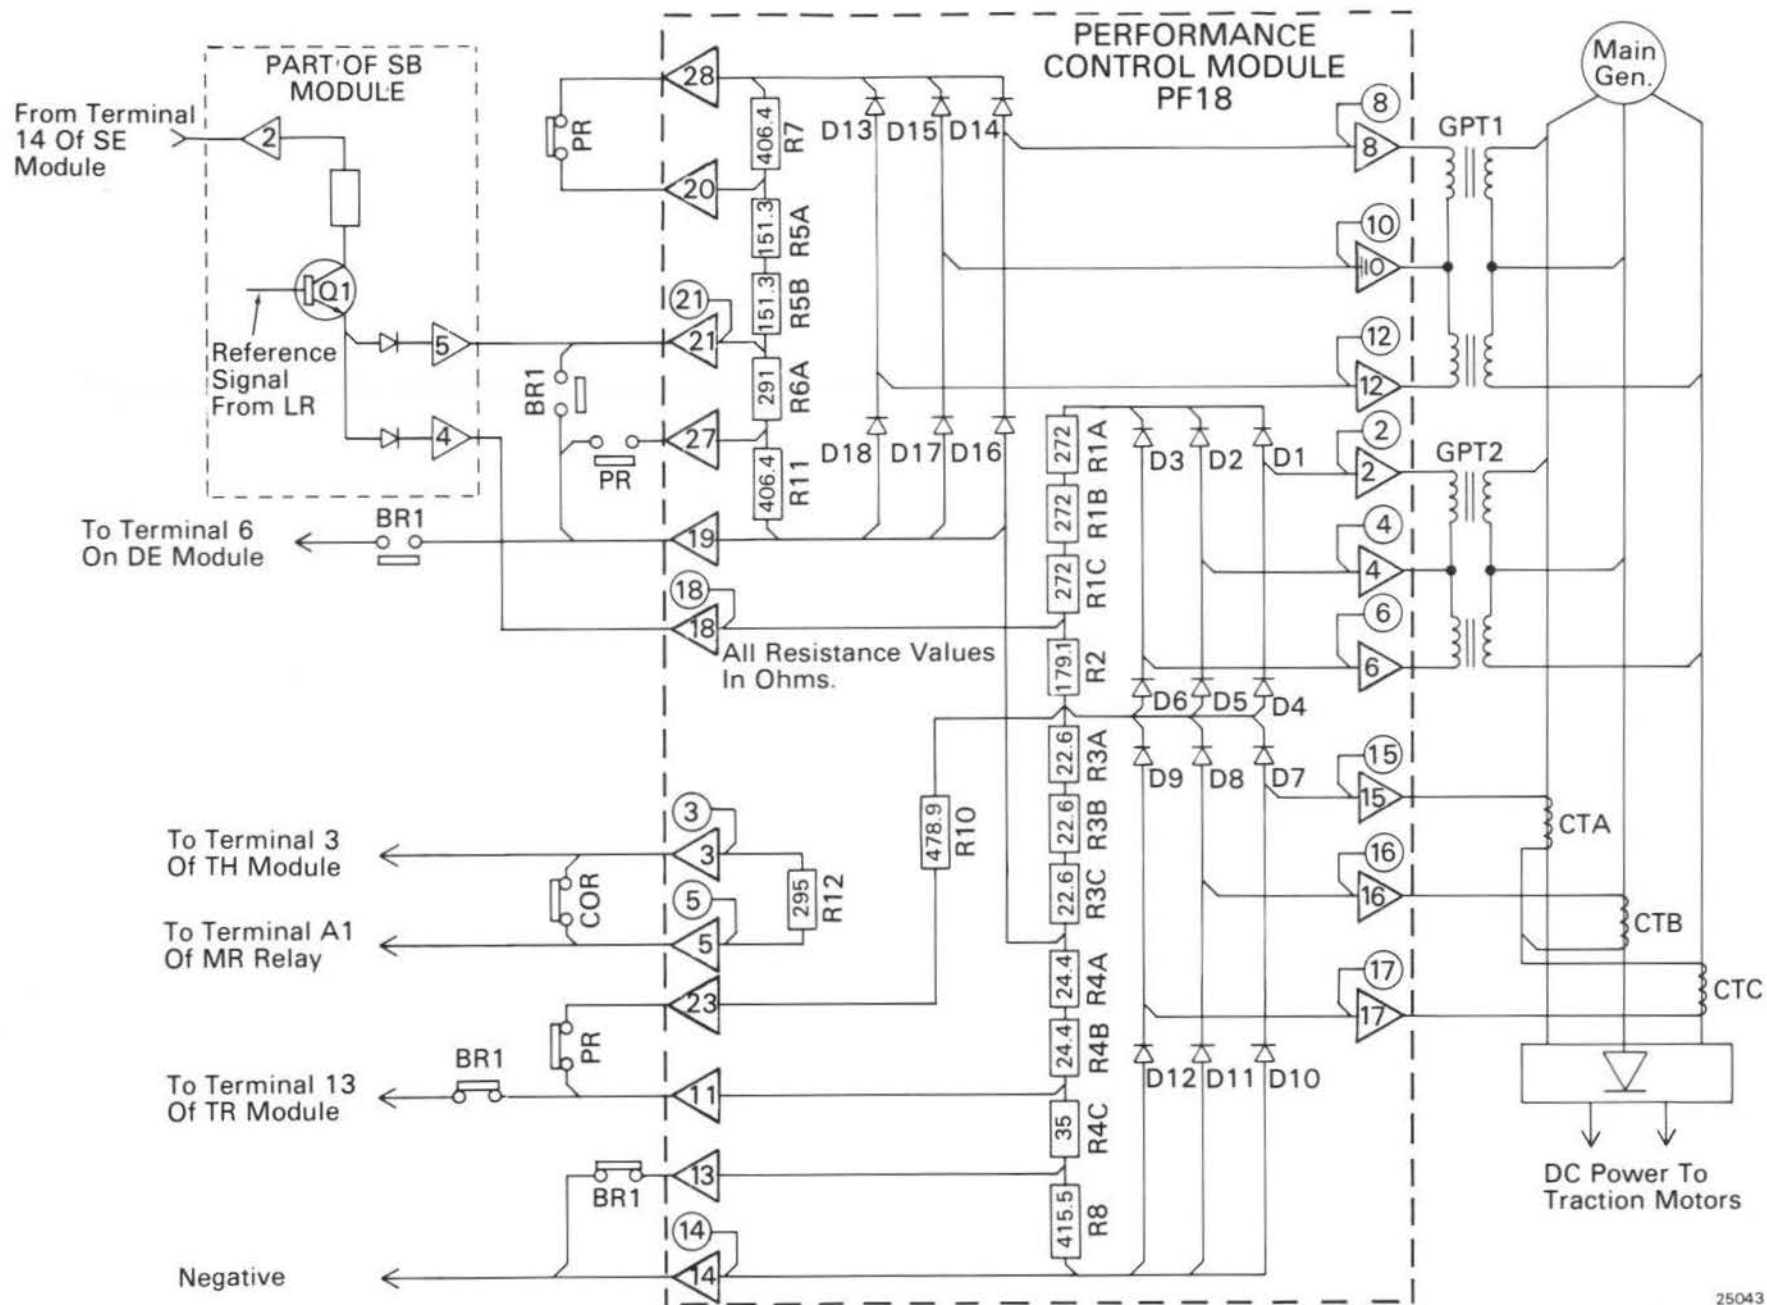 PERFORMANCE
CONTROL MODULE
PF18
PART OF SB
MODULE
From Terminal
14 Of SE
Module
2
Q1
Reference
Signal
From LR
5
4
PR
BR1
PR
28
20
21
21
27
19
18
18
406.4
R7
151.3
R5A
151.3
R5B
291
R6A
406.4
R11
D13
D15
D14
D18
D17
D16
8
8
10
10
12
12
Main
Gen.
GPT1
GPT2
To Terminal 6
On DE Module
BR1
All Resistance Values
In Ohms.
272
R1A
272
R1B
272
R1C
179.1
R2
22.6
R3A
22.6
R3B
22.6
R3C
24.4
R4A
24.4
R4B
35
R4C
415.5
R8
D3
D2
D1
D6
D5
D4
D9
D8
D7
D12
D11
D10
2
2
4
4
6
6
15
15
16
16
17
17
CTA
CTB
CTC
478.9
R10
295
R12
To Terminal 3
Of TH Module
3
3
COR
To Terminal A1
Of MR Relay
5
5
23
PR
BR1
To Terminal 13
Of TR Module
11
BR1
13
14
14
Negative
DC Power To
Traction Motors
25043